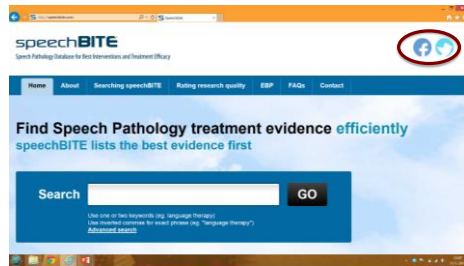 speechBITE
Speech Pathology Database for Best Interventions and Treatment Efficacy
Home About Searching speechBITE Rating research quality EBP FAQs Contact
Find Speech Pathology treatment evidence efficiently
speechBITE lists the best evidence first
Search GO
Use one or two keywords (eg. language therapy)
Use inverted commas for exact phrase (eg. "language therapy")
Advanced search